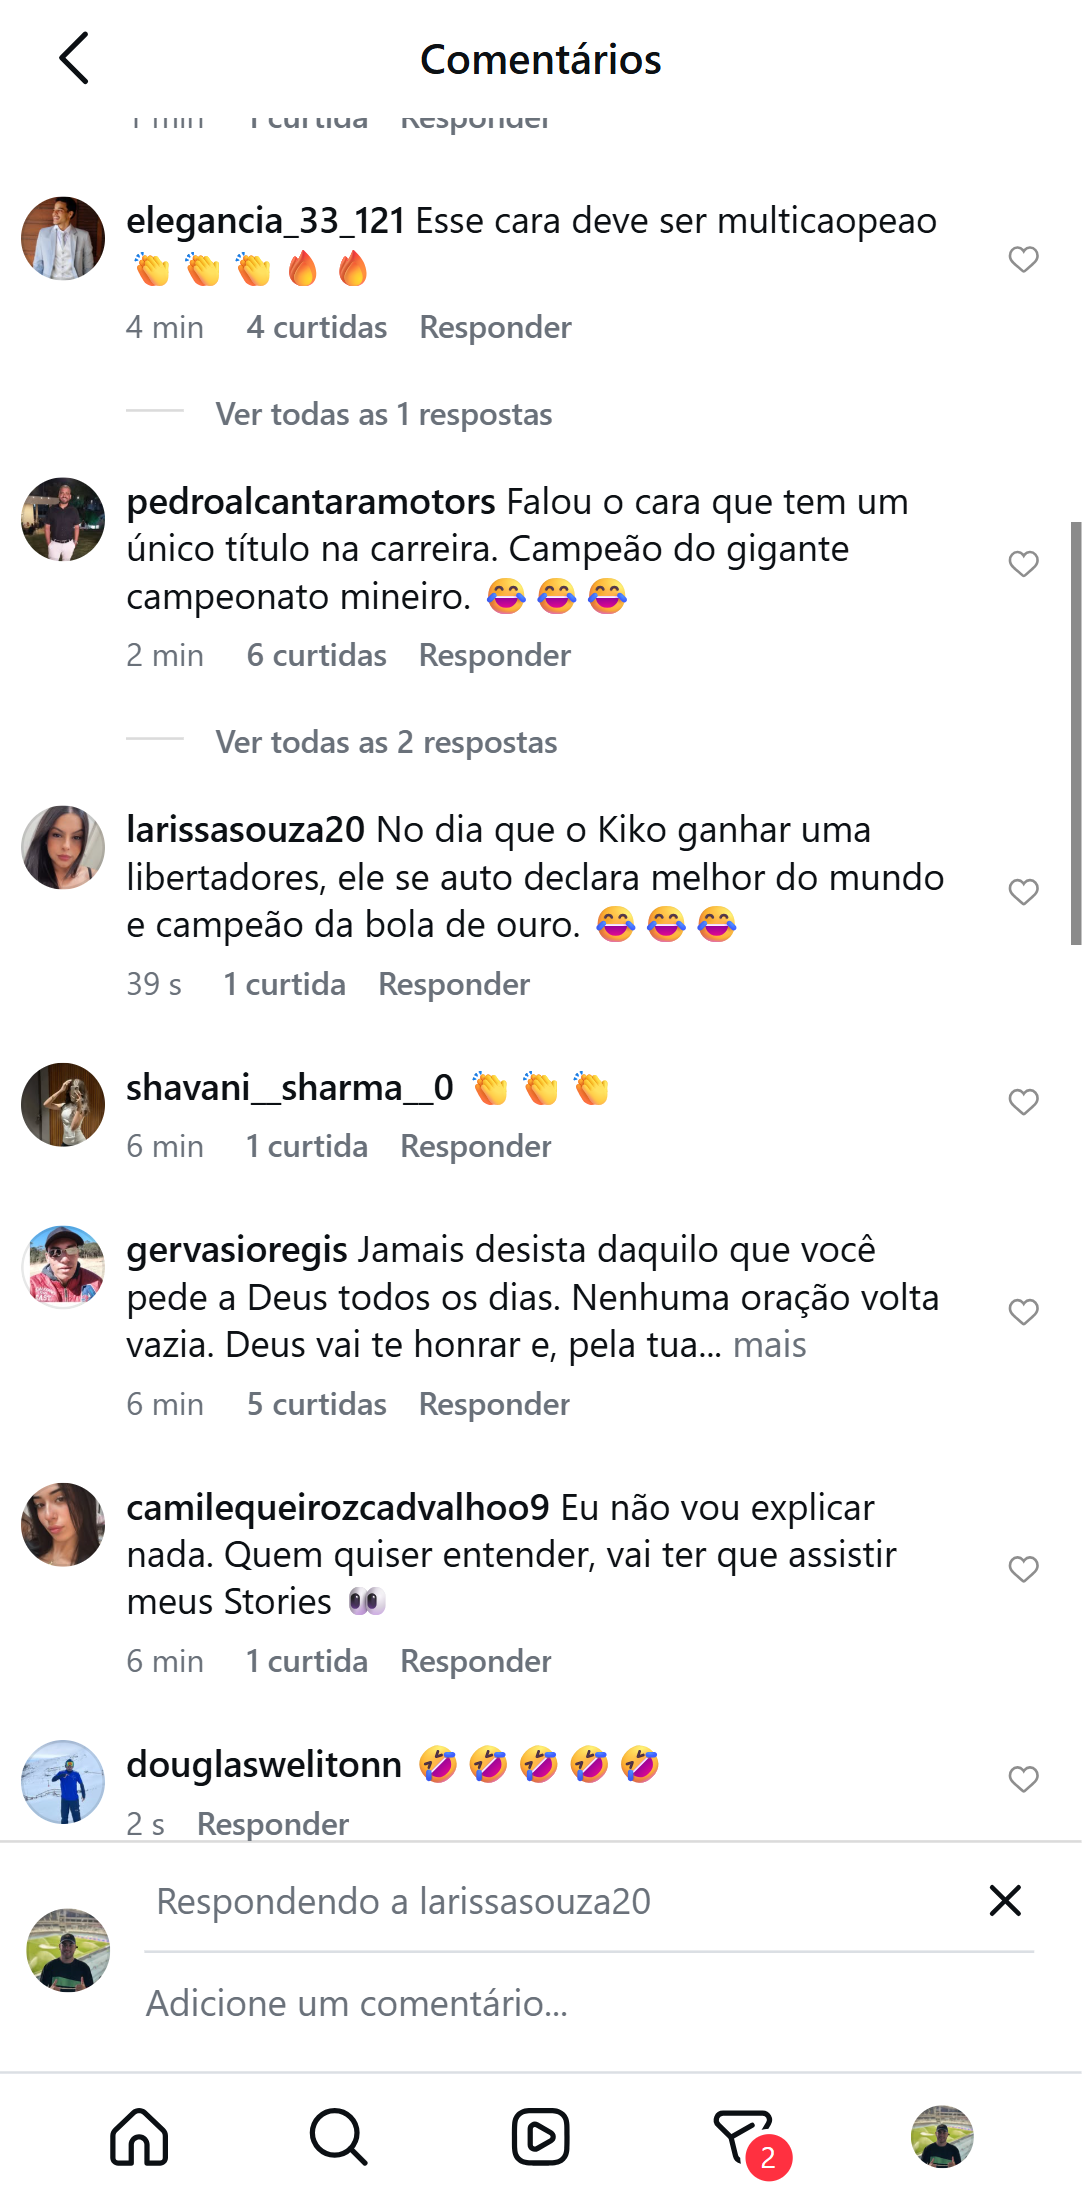 Comentários
1 min 1 curtida Responder
elegancia_33_121 Esse cara deve ser multicaopeao
👏👏👏🔥🔥
4 min 4 curtidas Responder
Ver todas as 1 respostas
pedroalcantaramotors Falou o cara que tem um
único título na carreira. Campeão do gigante
campeonato mineiro. 😂😂😂
2 min 6 curtidas Responder
Ver todas as 2 respostas
larissasouza20 No dia que o Kiko ganhar uma
libertadores, ele se auto declara melhor do mundo
e campeão da bola de ouro. 😂😂😂
39 s 1 curtida Responder
shavani__sharma__0 👏👏👏
6 min 1 curtida Responder
gervasioregis Jamais desista daquilo que você
pede a Deus todos os dias. Nenhuma oração volta
vazia. Deus vai te honrar e, pela tua... mais
6 min 5 curtidas Responder
camilequeirozcadvalhoo9 Eu não vou explicar
nada. Quem quiser entender, vai ter que assistir
meus Stories 👀
6 min 1 curtida Responder
douglaswelitonn 🤣🤣🤣🤣🤣
2 s Responder
Respondendo a larissasouza20
Adicione um comentário...
2